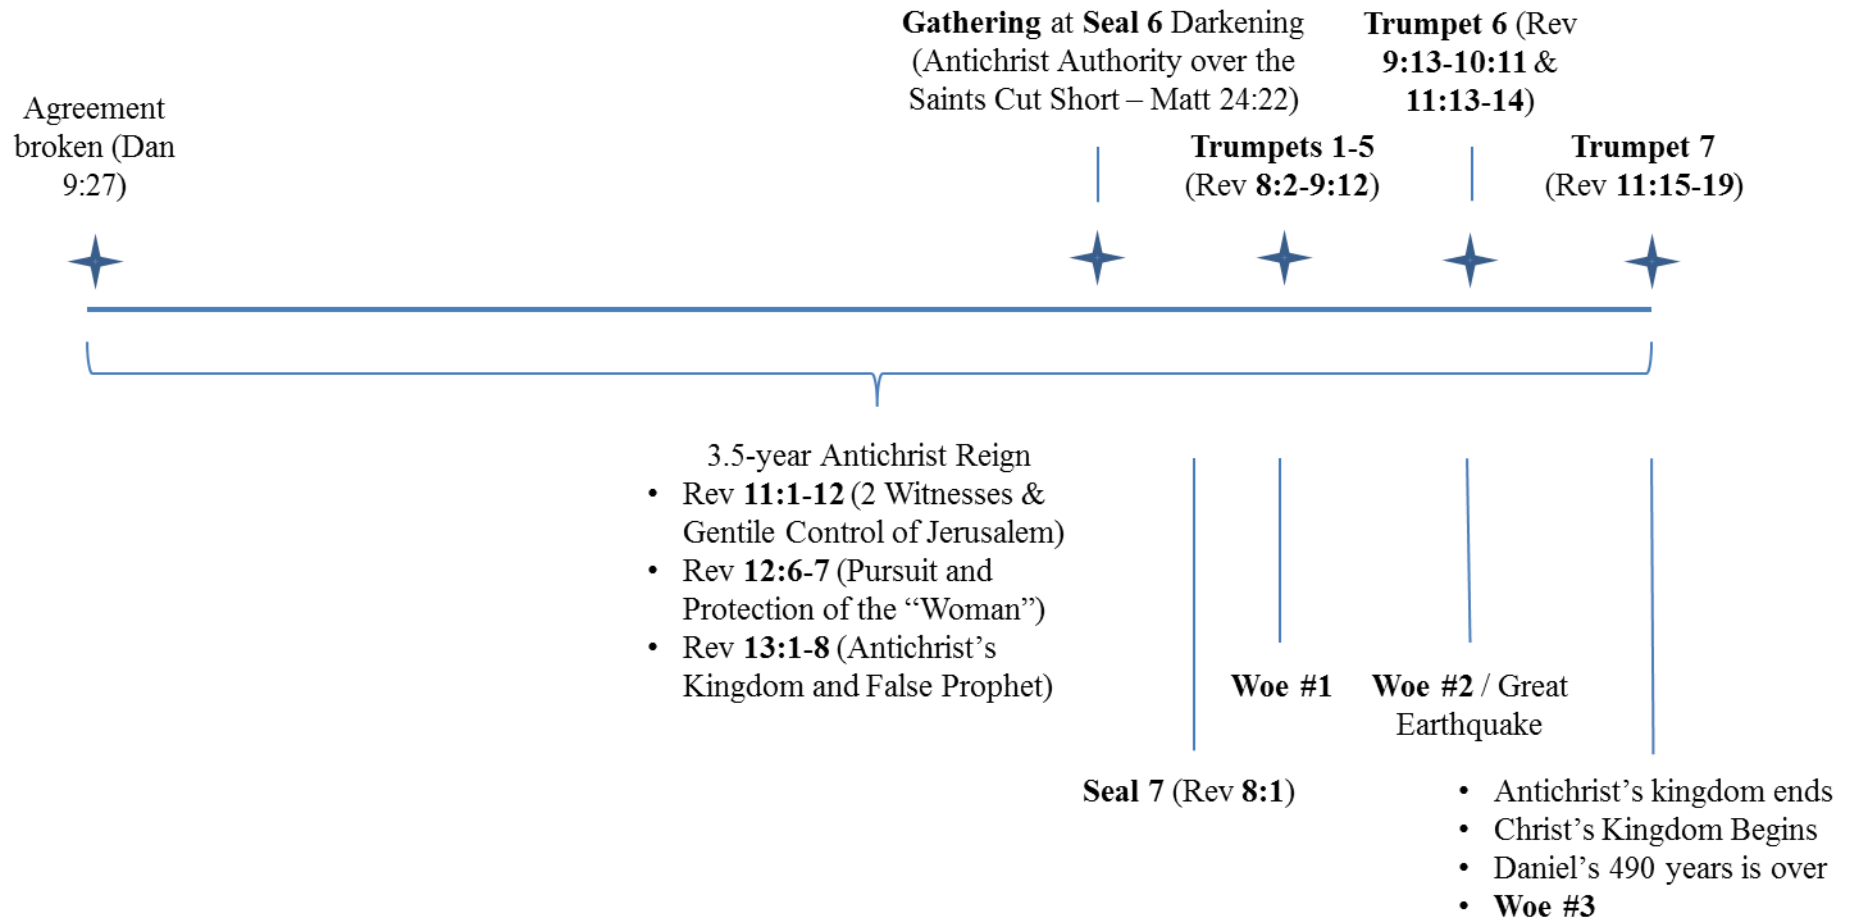 Agreement
broken (Dan
9:27)
Gathering at Seal 6 Darkening
(Antichrist Authority over the
Saints Cut Short – Matt 24:22)
Trumpets 1-5
(Rev 8:2-9:12)
Trumpet 6 (Rev
9:13-10:11 &
11:13-14)
Trumpet 7
(Rev 11:15-19)
3.5-year Antichrist Reign
• Rev 11:1-12 (2 Witnesses &
Gentile Control of Jerusalem)
• Rev 12:6-7 (Pursuit and
Protection of the “Woman”)
• Rev 13:1-8 (Antichrist’s
Kingdom and False Prophet)
Seal 7 (Rev 8:1)
Woe #1
Woe #2 / Great
Earthquake
• Antichrist’s kingdom ends
• Christ’s Kingdom Begins
• Daniel’s 490 years is over
• Woe #3